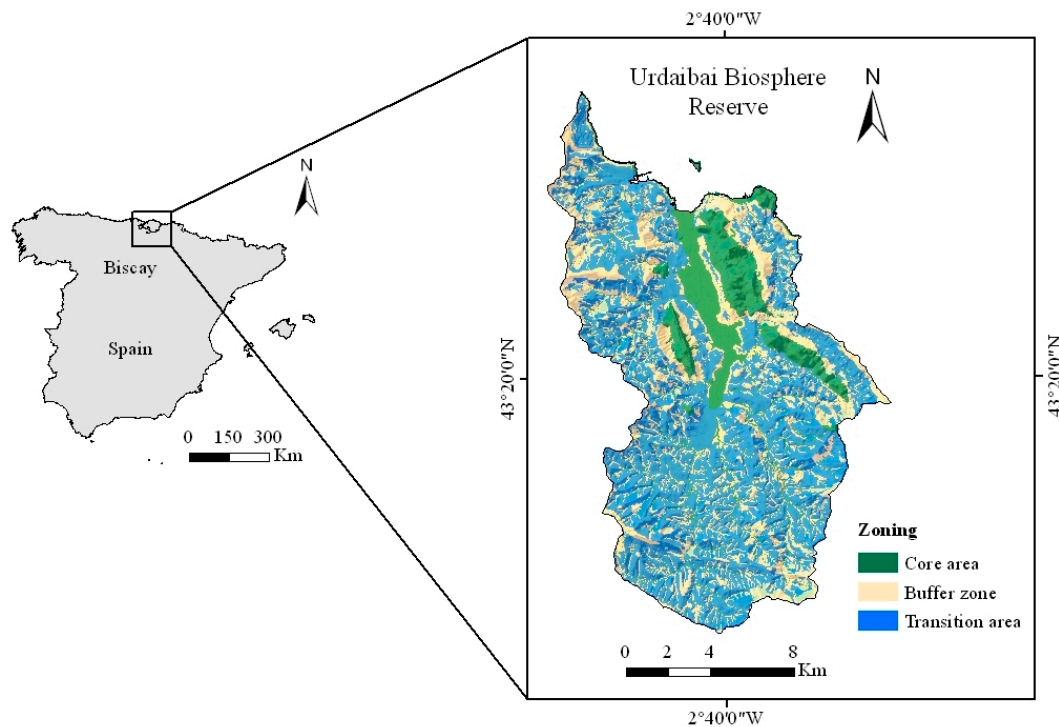 2°40'0"W
Urdaibai Biosphere
Reserve
N
N
Biscay
Spain
43°20'0"N
43°20'0"N
0 150 300
Km
Zoning
Core area
Buffer zone
Transition area
0 2 4 8
Km
2°40'0"W